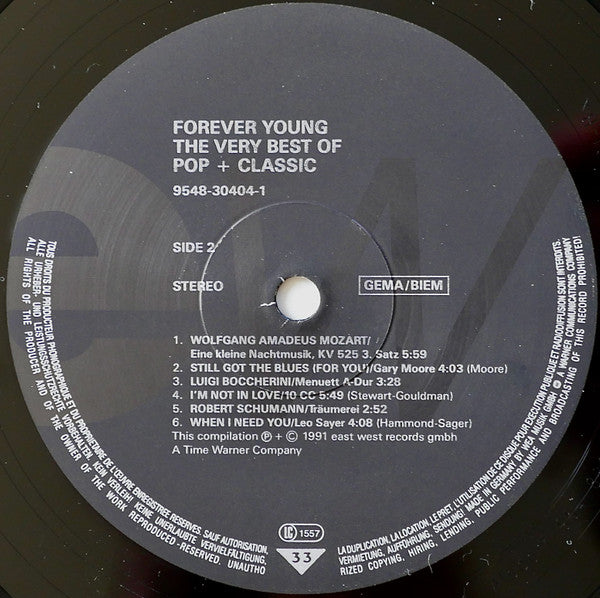 FOREVER YOUNG
THE VERY BEST OF
POP + CLASSIC
9548-30404-1
SIDE 2
STEREO
GEMA/BIEM
1. WOLFGANG AMADEUS MOZART/
Eine kleine Nachtmusik, KV 525 3. Satz 5:59
2. STILL GOT THE BLUES (FOR YOU)/Gary Moore 4:03 (Moore)
3. LUIGI BOCCHERINI/Menuett A-Dur 3:28
4. I'M NOT IN LOVE/10 CC 5:49 (Stewart-Gouldman)
5. ROBERT SCHUMANN/Träumerei 2:52
6. WHEN I NEED YOU/Leo Sayer 4:08 (Hammond-Sager)
This compilation ℗ + © 1991 east west records gmbh
A Time Warner Company
LC 1557
33
TOUS DROITS DU PRODUCTEUR PHONOGRAPHIQUE ET DU PROPRIETAIRE DE L'ŒUVRE ENREGISTREE RESERVES. SAUF AUTORISATION,
ALLE URHEBER- UND LEISTUNGSSCHUTZRECHTE VORBEHALTEN. KEIN VERLEIH! KEINE UNERLAUBTE VERVIELFÄLTIGUNG,
ALL RIGHTS OF THE PRODUCER AND OF THE OWNER OF THE WORK REPRODUCED RESERVED. UNAUTHO
LA DUPLICATION, LA LOCATION, LE PRET, L'UTILISATION DE CE DISQUE POUR EXECUTION PUBLIQUE ET RADIODIFFUSION SONT INTERDITS.
VERMIETUNG, AUFFÜHRUNG, SENDUNG! MADE IN GERMANY BY WEA MUSIK GMBH Ⓦ A WARNER COMMUNICATIONS COMPANY
RIZED COPYING, HIRING, LENDING, PUBLIC PERFORMANCE AND BROADCASTING OF THIS RECORD PROHIBITED!